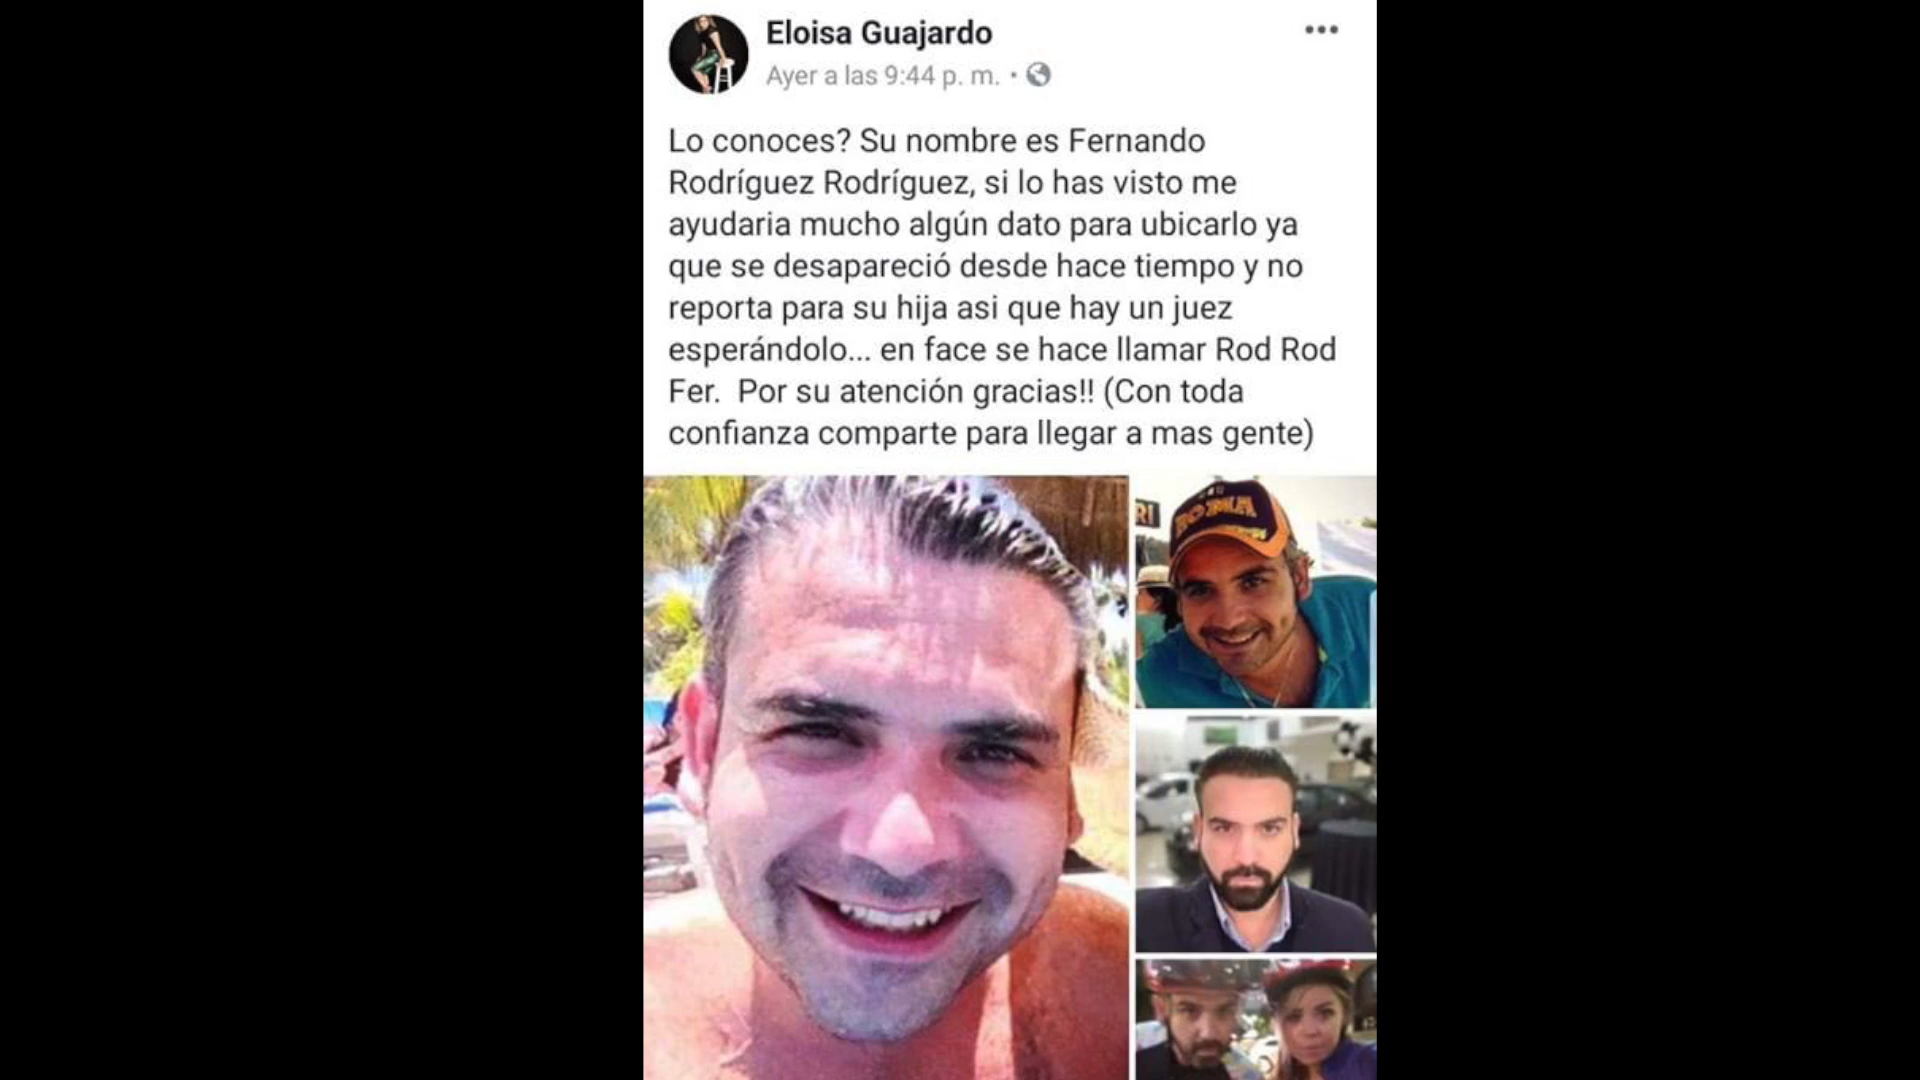 Eloisa Guajardo
Ayer a las 9:44 p. m. ·
Lo conoces? Su nombre es Fernando
Rodríguez Rodríguez, si lo has visto me
ayudaria mucho algún dato para ubicarlo ya
que se desapareció desde hace tiempo y no
reporta para su hija asi que hay un juez
esperándolo... en face se hace llamar Rod Rod
Fer.  Por su atención gracias!! (Con toda
confianza comparte para llegar a mas gente)
RI
ROMA